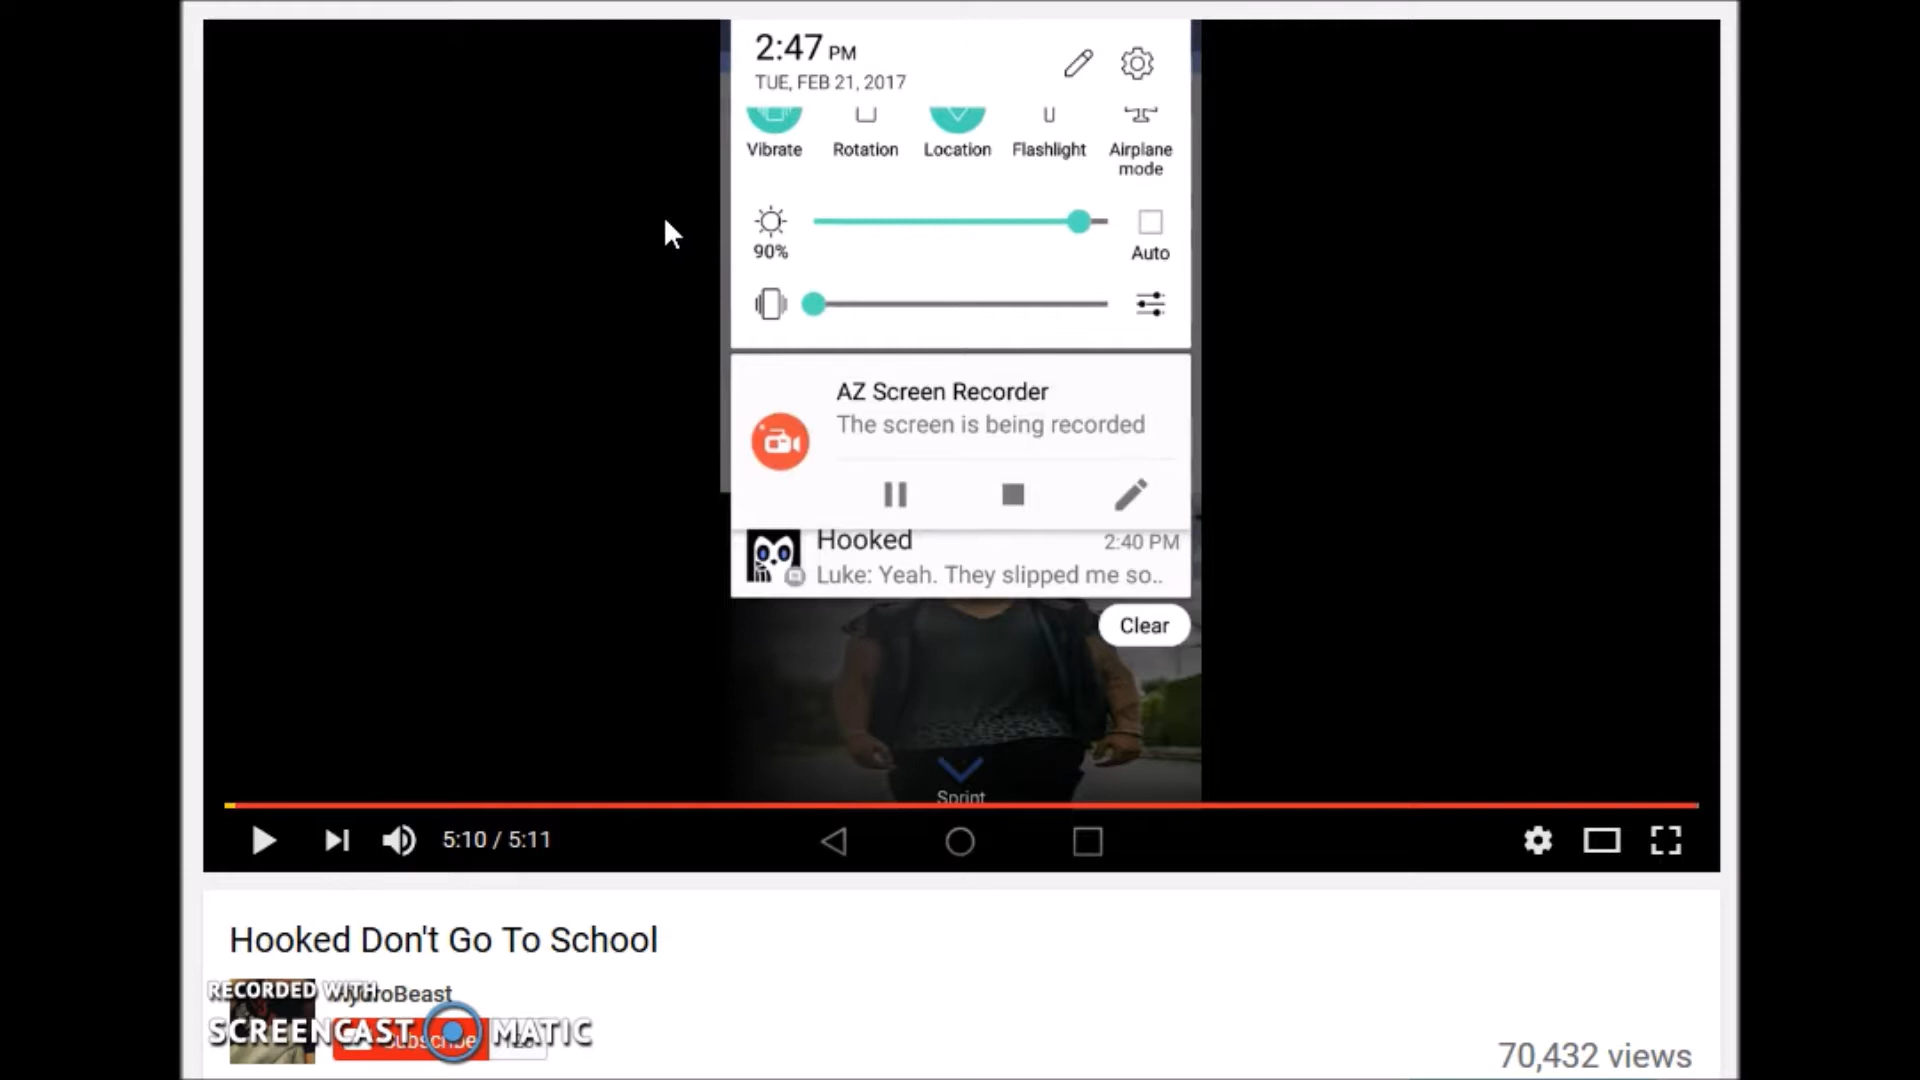 2:47 PM
TUE, FEB 21, 2017
Vibrate Rotation Location Flashlight Airplane mode
90% Auto
AZ Screen Recorder
The screen is being recorded
Hooked 2:40 PM
Luke: Yeah. They slipped me so..
Clear
Sprint
5:10 / 5:11
Hooked Don't Go To School
RECORDED WITH
SCREENCAST MATIC
Subscribe
70,432 views